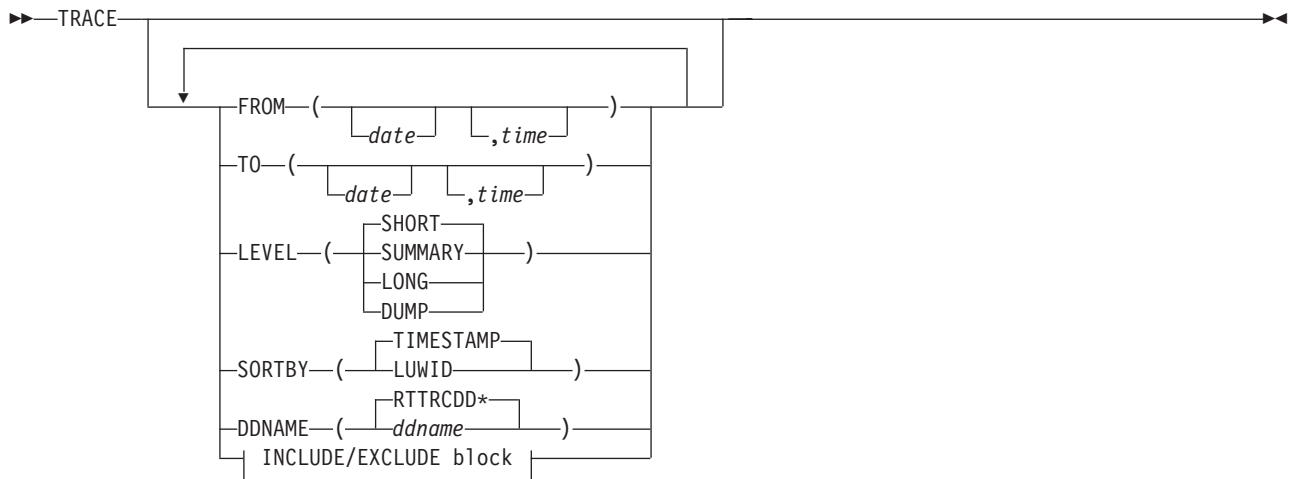 TRACE
FROM ( date ,time )
TO ( date ,time )
LEVEL ( SHORT
SUMMARY )
LONG
DUMP
SORTBY ( TIMESTAMP
LUWID )
DDNAME ( RTTRCDD*
ddname )
INCLUDE/EXCLUDE block